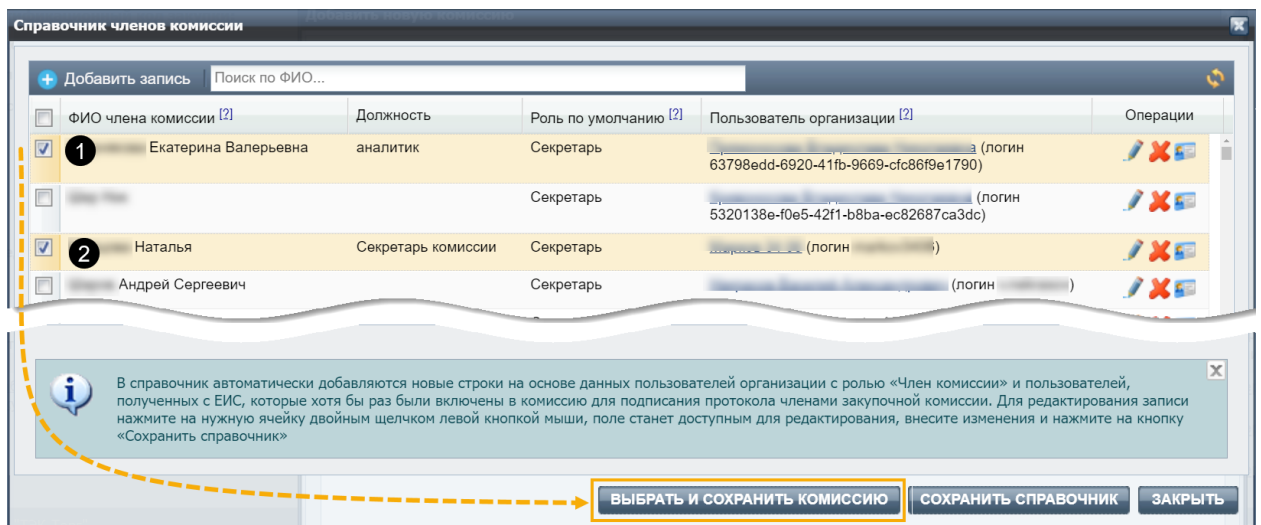 Добавить новую комиссию
Справочник членов комиссии
Добавить запись Поиск по ФИО...
ФИО члена комиссии [?] Должность Роль по умолчанию [?] Пользователь организации [?] Операции
1 Екатерина Валерьевна аналитик Секретарь (логин
63798edd-6920-41fb-9669-cfc86f9e1790)
Секретарь (логин
5320138e-f0e5-42f1-b8ba-ec82687ca3dc)
2 Наталья Секретарь комиссии Секретарь (логин )
Андрей Сергеевич Секретарь (логин )
В справочник автоматически добавляются новые строки на основе данных пользователей организации с ролью «Член комиссии» и пользователей,
полученных с ЕИС, которые хотя бы раз были включены в комиссию для подписания протокола членами закупочной комиссии. Для редактирования записи
нажмите на нужную ячейку двойным щелчком левой кнопкой мыши, поле станет доступным для редактирования, внесите изменения и нажмите на кнопку
«Сохранить справочник»
ВЫБРАТЬ И СОХРАНИТЬ КОМИССИЮ СОХРАНИТЬ СПРАВОЧНИК ЗАКРЫТЬ